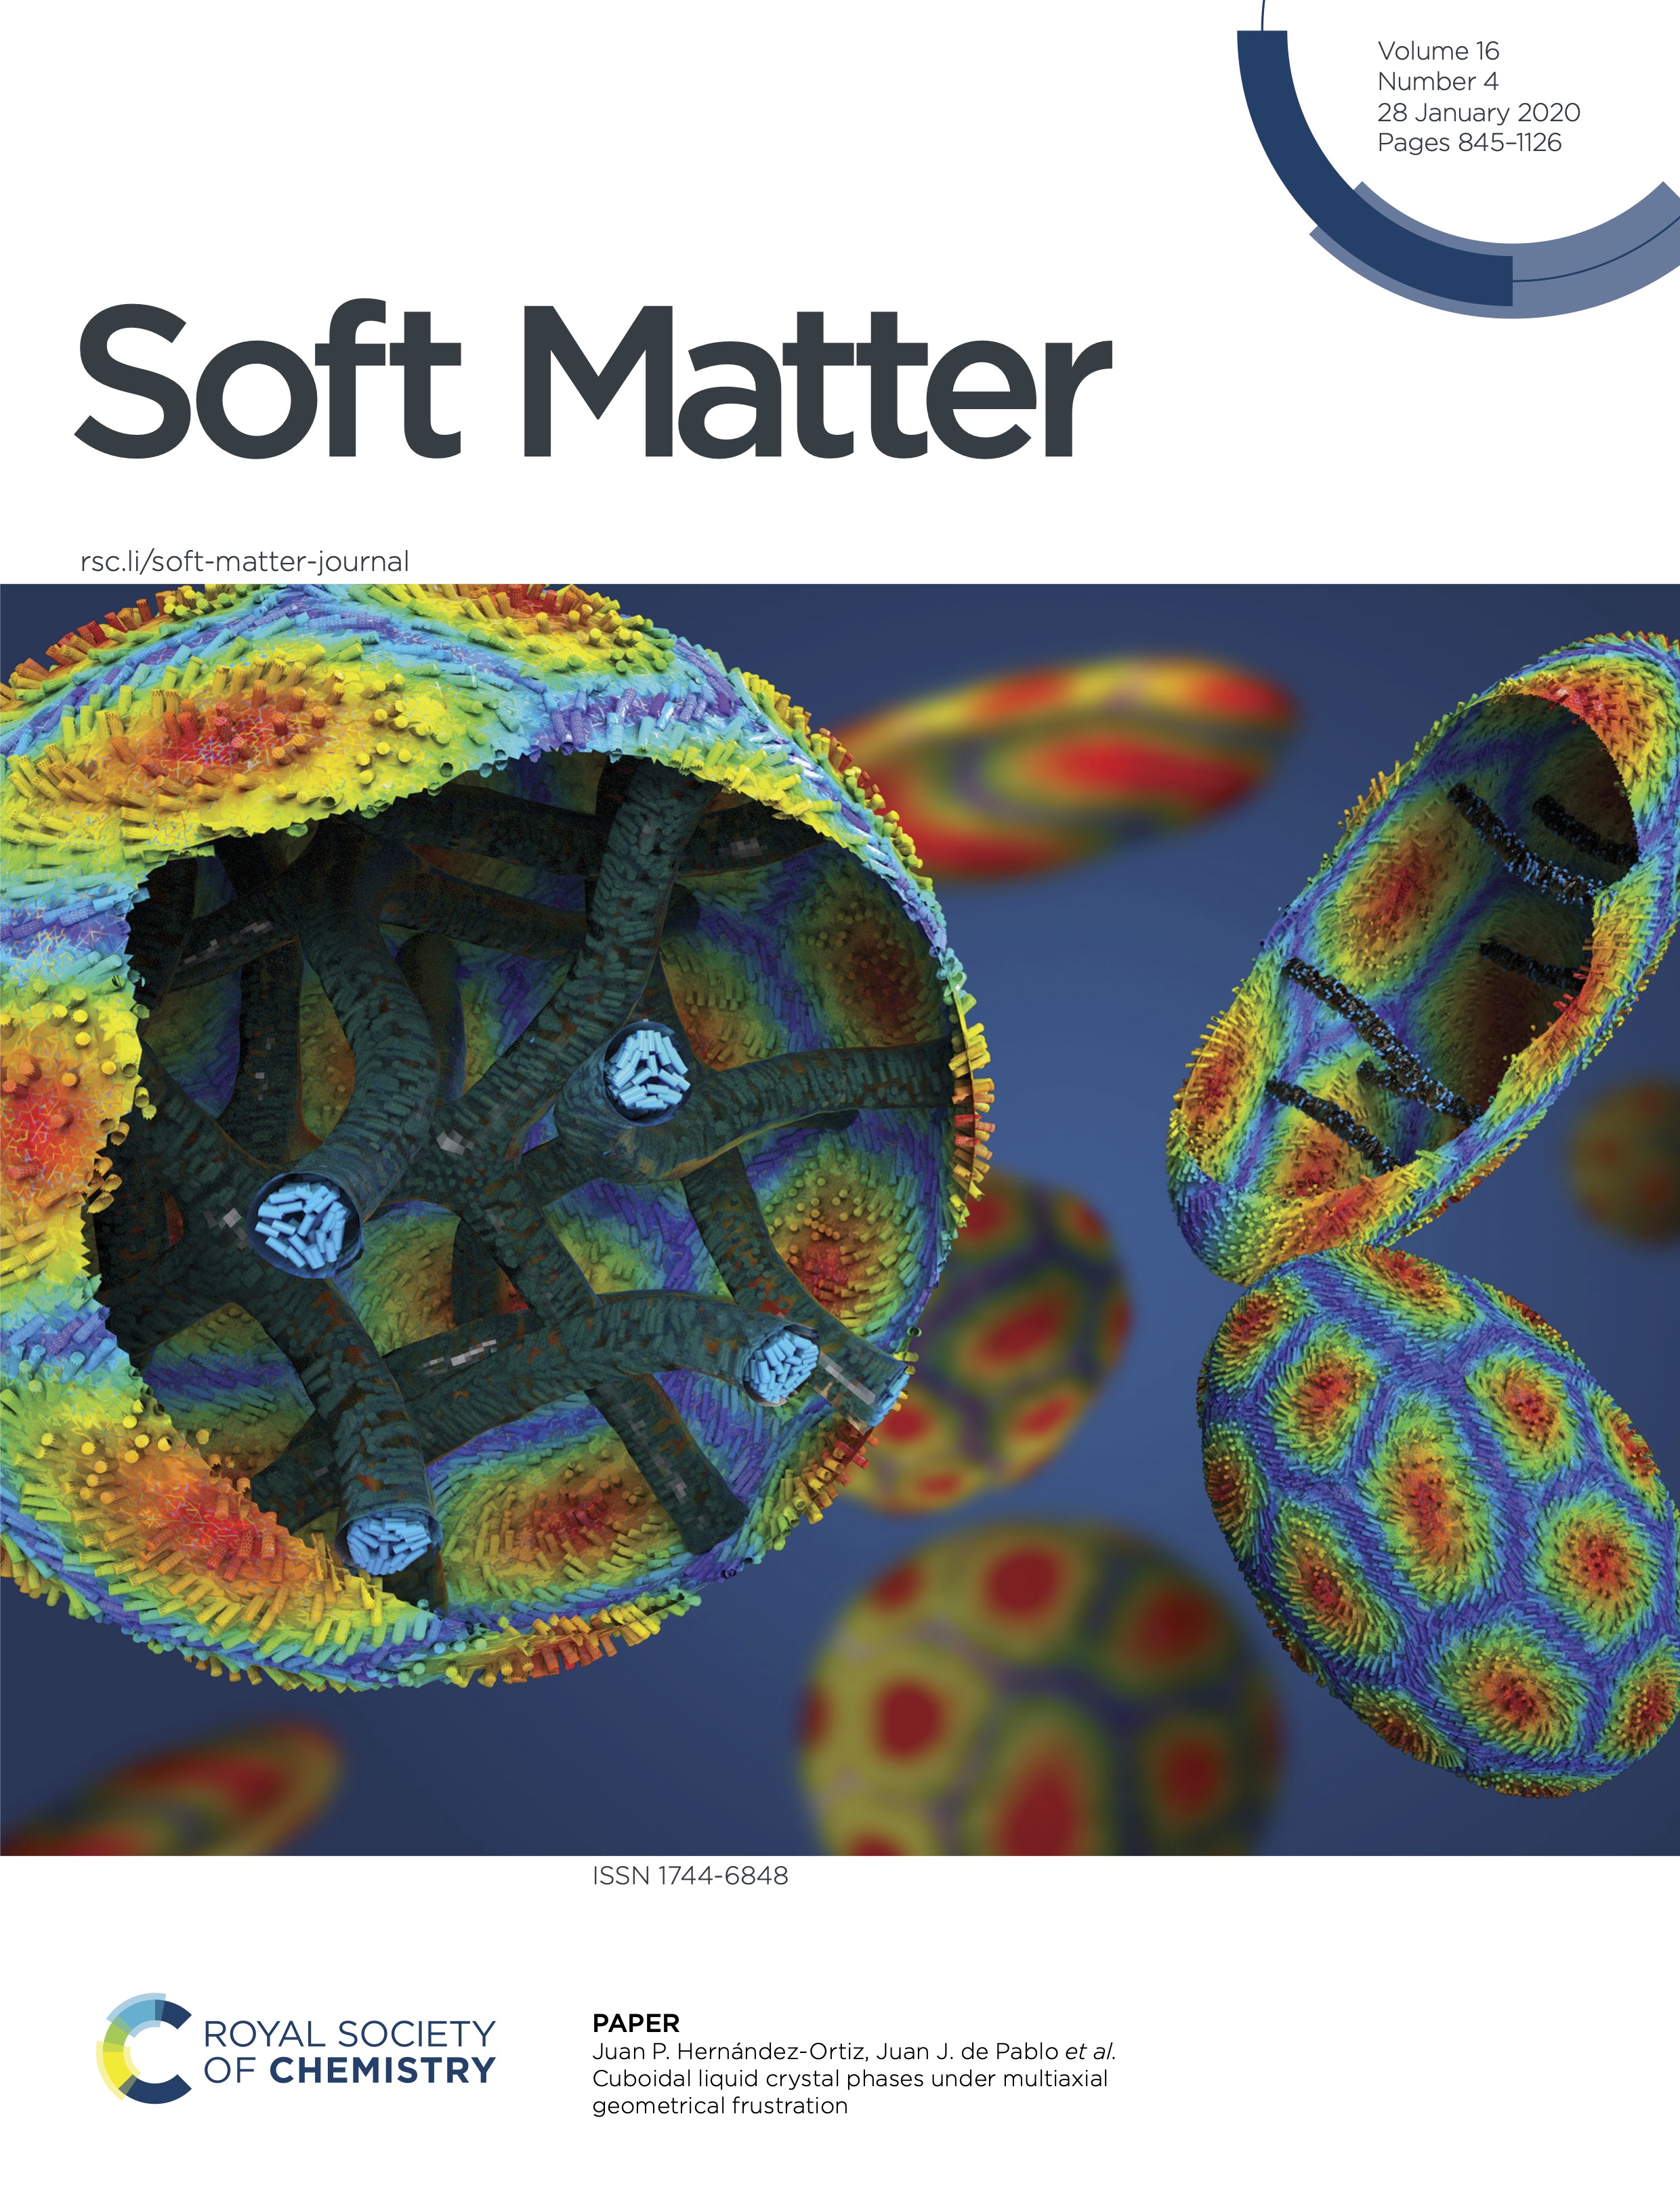 Volume 16
Number 4
28 January 2020
Pages 845–1126
Soft Matter
rsc.li/soft-matter-journal
ISSN 1744-6848
ROYAL SOCIETY
OF CHEMISTRY
PAPER
Juan P. Hernández-Ortiz, Juan J. de Pablo et al.
Cuboidal liquid crystal phases under multiaxial
geometrical frustration